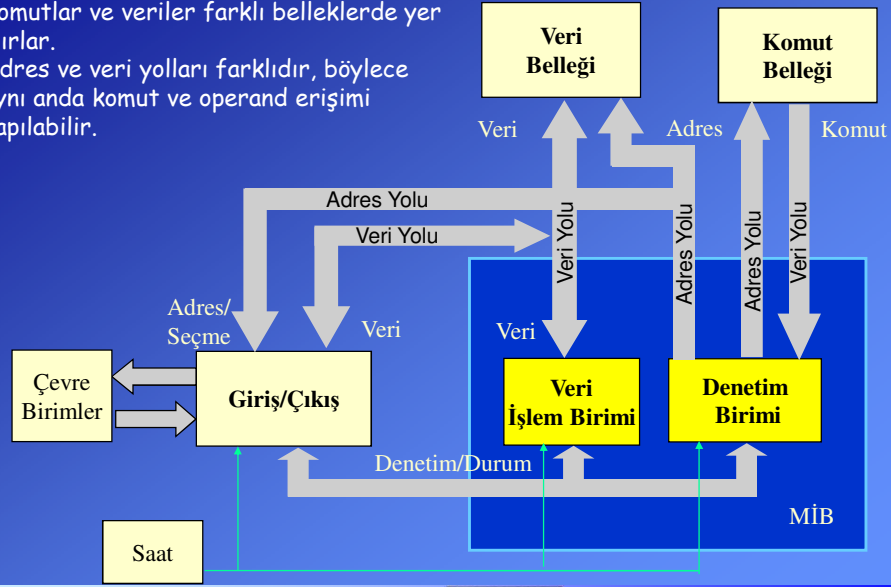 omutlar ve veriler farklı belleklerde yer
ırlar.
dres ve veri yolları farklıdır, böylece
ynı anda komut ve operand erişimi
apılabilir.
Veri
Belleği
Komut
Belleği
Veri
Adres
Komut
Adres Yolu
Veri Yolu
Veri Yolu
Adres Yolu
Adres Yolu
Veri Yolu
Adres/
Seçme
Veri
Veri
Çevre
Birimler
Giriş/Çıkış
Veri
İşlem Birimi
Denetim
Birimi
Denetim/Durum
MİB
Saat